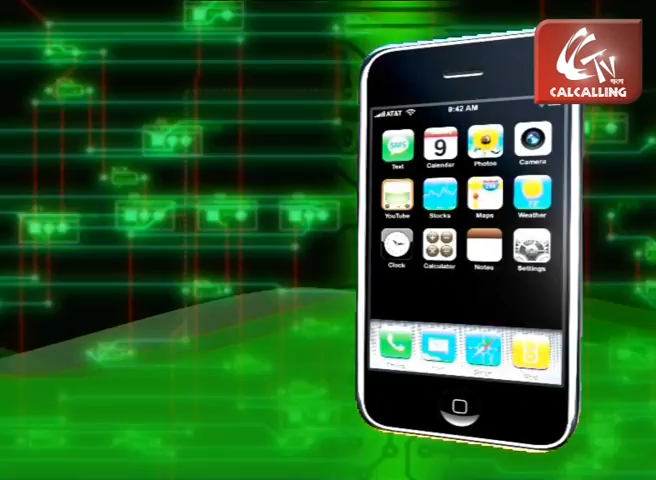 TV বাংলা
CALCALLING
AT&T 9:42 AM
SMS
9
Text Calendar Photos Camera
YouTube Stocks Maps Weather
Clock Calculator Notes Settings